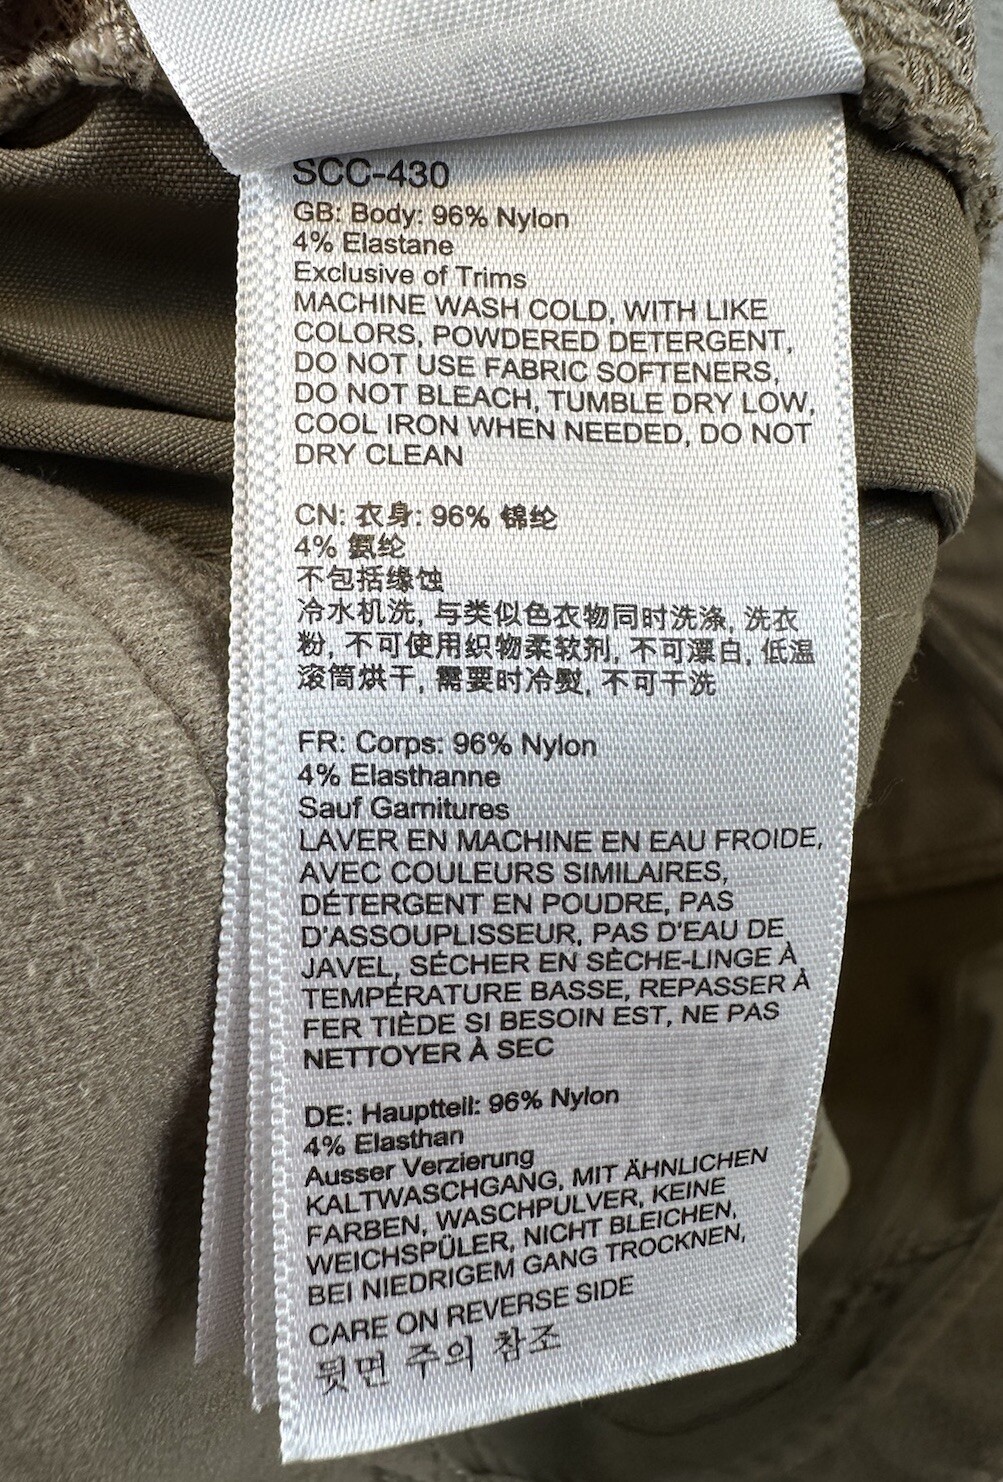 SCC-430
GB: Body: 96% Nylon
4% Elastane
Exclusive of Trims
MACHINE WASH COLD, WITH LIKE
COLORS, POWDERED DETERGENT,
DO NOT USE FABRIC SOFTENERS,
DO NOT BLEACH, TUMBLE DRY LOW,
COOL IRON WHEN NEEDED, DO NOT
DRY CLEAN
CN: 衣身: 96% 锦纶
4% 氨纶
不包括缘蚀
冷水机洗, 与类似色衣物同时洗涤, 洗衣
粉, 不可使用织物柔软剂, 不可漂白, 低温
滚筒烘干, 需要时冷熨, 不可干洗
FR: Corps: 96% Nylon
4% Elasthanne
Sauf Garnitures
LAVER EN MACHINE EN EAU FROIDE,
AVEC COULEURS SIMILAIRES,
DÉTERGENT EN POUDRE, PAS
D'ASSOUPLISSEUR, PAS D'EAU DE
JAVEL, SÉCHER EN SÈCHE-LINGE À
TEMPÉRATURE BASSE, REPASSER À
FER TIÈDE SI BESOIN EST, NE PAS
NETTOYER À SEC
DE: Hauptteil: 96% Nylon
4% Elasthan
Ausser Verzierung
KALTWASCHGANG, MIT ÄHNLICHEN
FARBEN, WASCHPULVER, KEINE
WEICHSPÜLER, NICHT BLEICHEN,
BEI NIEDRIGEM GANG TROCKNEN,
CARE ON REVERSE SIDE
뒷면 주의 참조